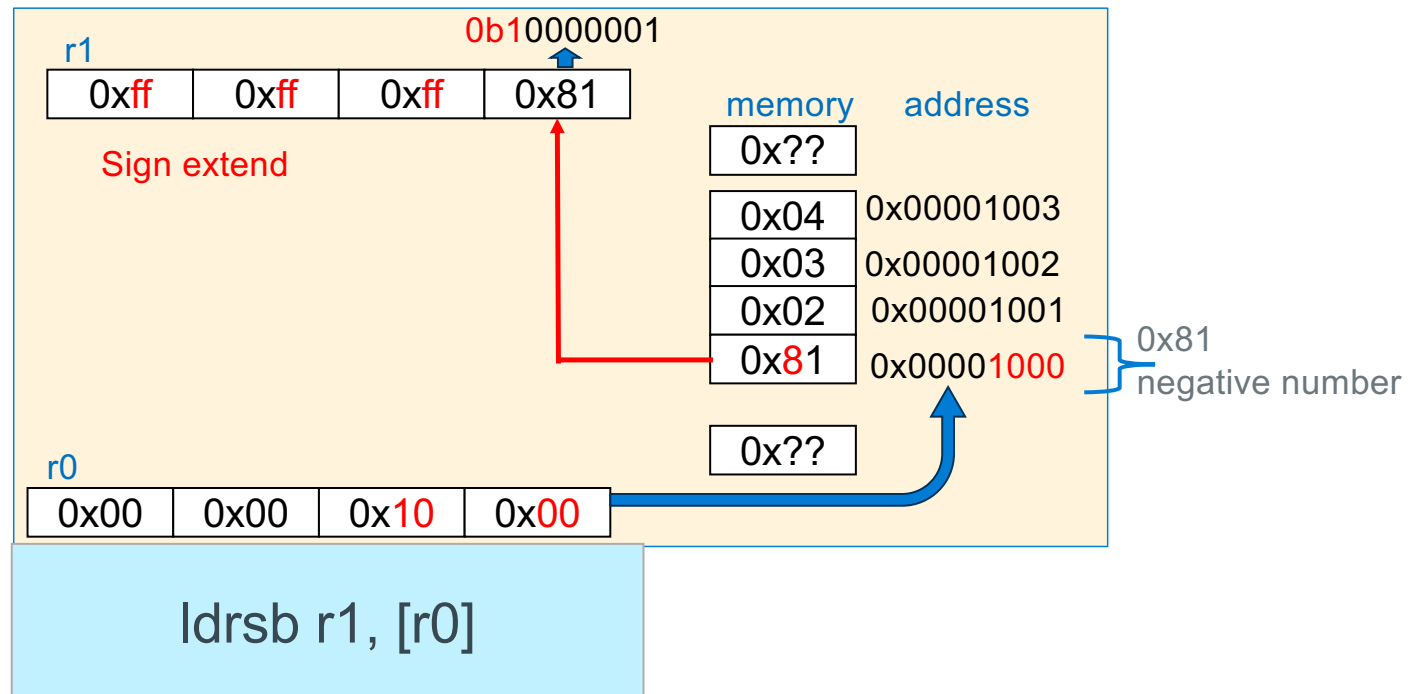 0b10000001
r1
0xff 0xff 0xff 0x81
memory address
0x??
Sign extend
0x04 0x00001003
0x03 0x00001002
0x02 0x00001001
0x81 0x00001000
0x81
negative number
0x??
r0
0x00 0x00 0x10 0x00
ldrsb r1, [r0]